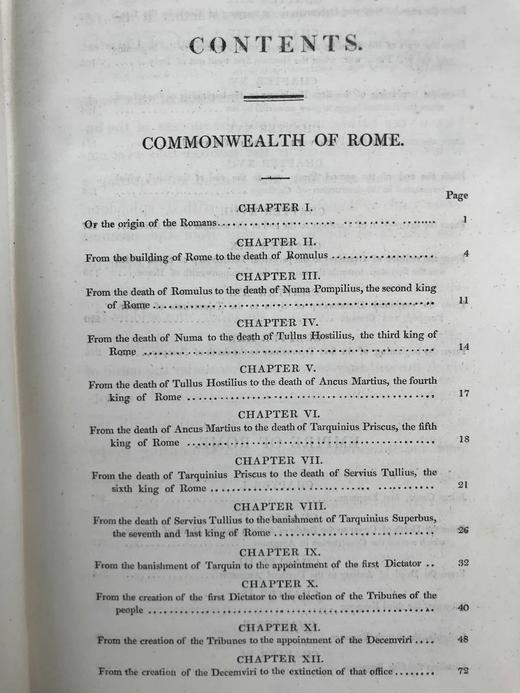 CONTENTS.
COMMONWEALTH OF ROME.
Page
CHAPTER I.
Of the origin of the Romans.......................................... 1
CHAPTER II.
From the building of Rome to the death of Romulus ................... 4
CHAPTER III.
From the death of Romulus to the death of Numa Pompilius, the second king
of Rome .................................................. 11
CHAPTER IV.
From the death of Numa to the death of Tullus Hostilius, the third king of
Rome .................................................. 14
CHAPTER V.
From the death of Tullus Hostilius to the death of Ancus Martius, the fourth
king of Rome ............................................ 17
CHAPTER VI.
From the death of Ancus Martius to the death of Tarquinius Priscus, the fifth
king of Rome ............................................ 18
CHAPTER VII.
From the death of Tarquinius Priscus to the death of Servius Tullius, the
sixth king of Rome ........................................ 21
CHAPTER VIII.
From the death of Servius Tullius to the banishment of Tarquinius Superbus,
the seventh and last king of Rome ............................. 26
CHAPTER IX.
From the banishment of Tarquin to the appointment of the first Dictator .. 32
CHAPTER X.
From the creation of the first Dictator to the election of the Tribunes of the
people .................................................. 40
CHAPTER XI.
From the creation of the Tribunes to the appointment of the Decemviri .... 48
CHAPTER XII.
From the creation of the Decemviri to the extinction of that office ........ 72